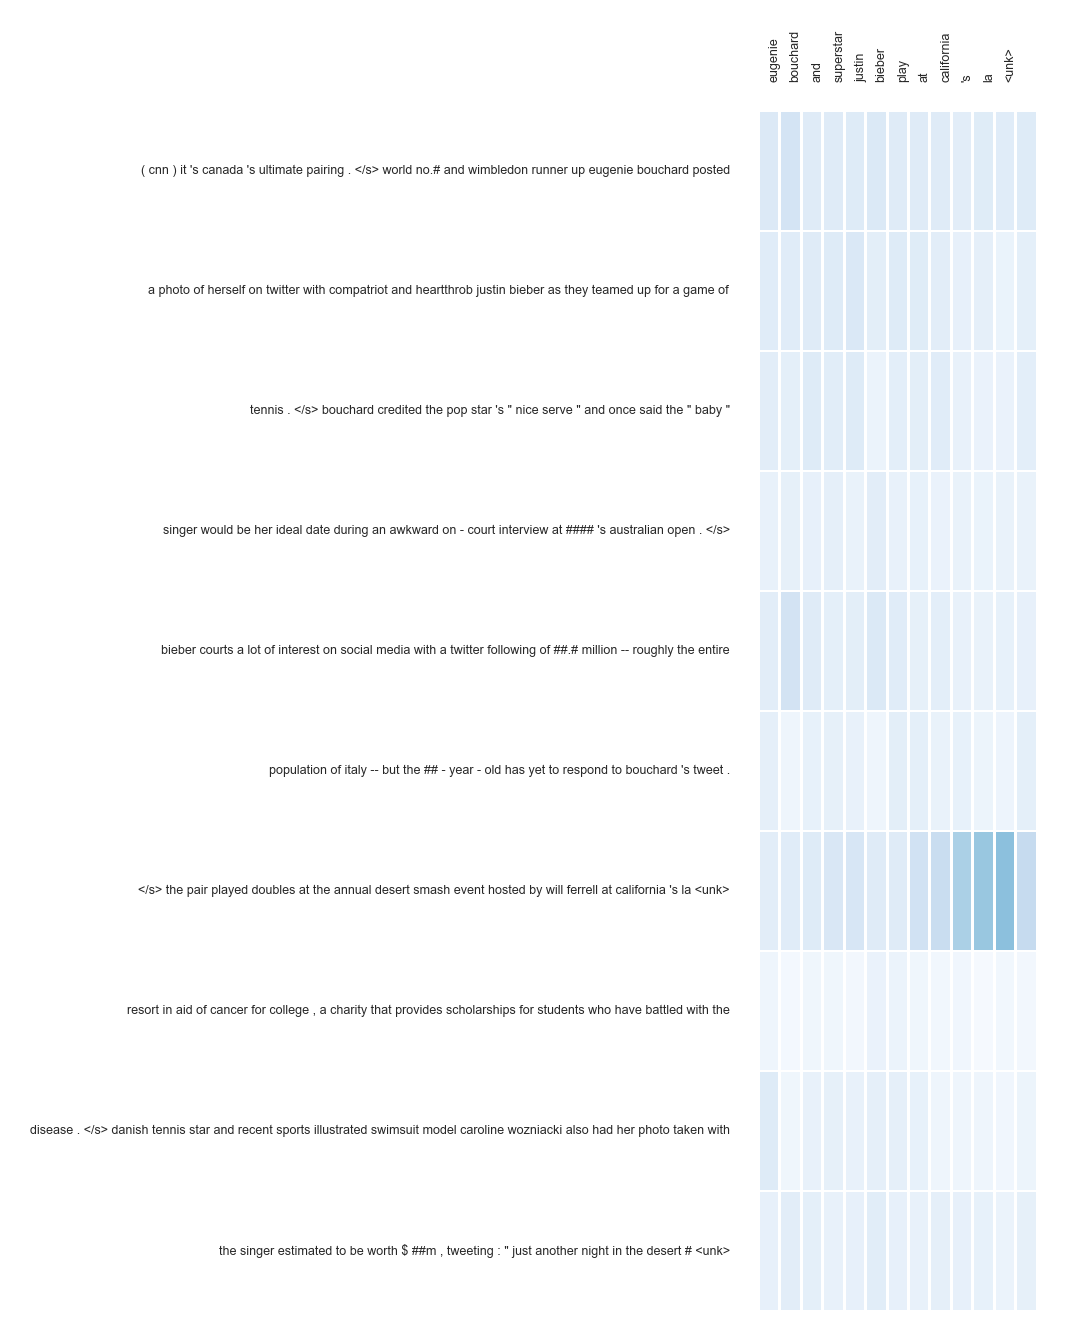 eugenie
bouchard
and
superstar
justin
bieber
play
at
california
's
la
<unk>
( cnn ) it 's canada 's ultimate pairing . </s> world no.# and wimbledon runner up eugenie bouchard posted
a photo of herself on twitter with compatriot and heartthrob justin bieber as they teamed up for a game of
tennis . </s> bouchard credited the pop star 's " nice serve " and once said the " baby "
singer would be her ideal date during an awkward on - court interview at #### 's australian open . </s>
bieber courts a lot of interest on social media with a twitter following of ##.# million -- roughly the entire
population of italy -- but the ## - year - old has yet to respond to bouchard 's tweet .
</s> the pair played doubles at the annual desert smash event hosted by will ferrell at california 's la <unk>
resort in aid of cancer for college , a charity that provides scholarships for students who have battled with the
disease . </s> danish tennis star and recent sports illustrated swimsuit model caroline wozniacki also had her photo taken with
the singer estimated to be worth $ ##m , tweeting : " just another night in the desert # <unk>